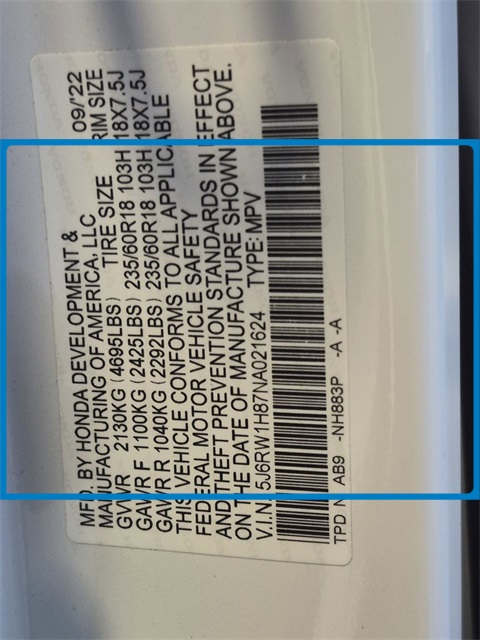 MFD. BY HONDA DEVELOPMENT & 09/'22
MANUFACTURING OF AMERICA, LLC
TIRE SIZE RIM SIZE
GVWR 2130KG (4695LBS)
GAWR F 1100KG (2425LBS) 235/60R18 103H 18X7.5J
GAWR R 1040KG (2292LBS) 235/60R18 103H 18X7.5J
THIS VEHICLE CONFORMS TO ALL APPLICABLE
FEDERAL MOTOR VEHICLE SAFETY
AND THEFT PREVENTION STANDARDS IN EFFECT
ON THE DATE OF MANUFACTURE SHOWN ABOVE.
V.I.N. 5J6RW1H87NA021624 TYPE: MPV
TPD N AB9 -NH883P -A -A